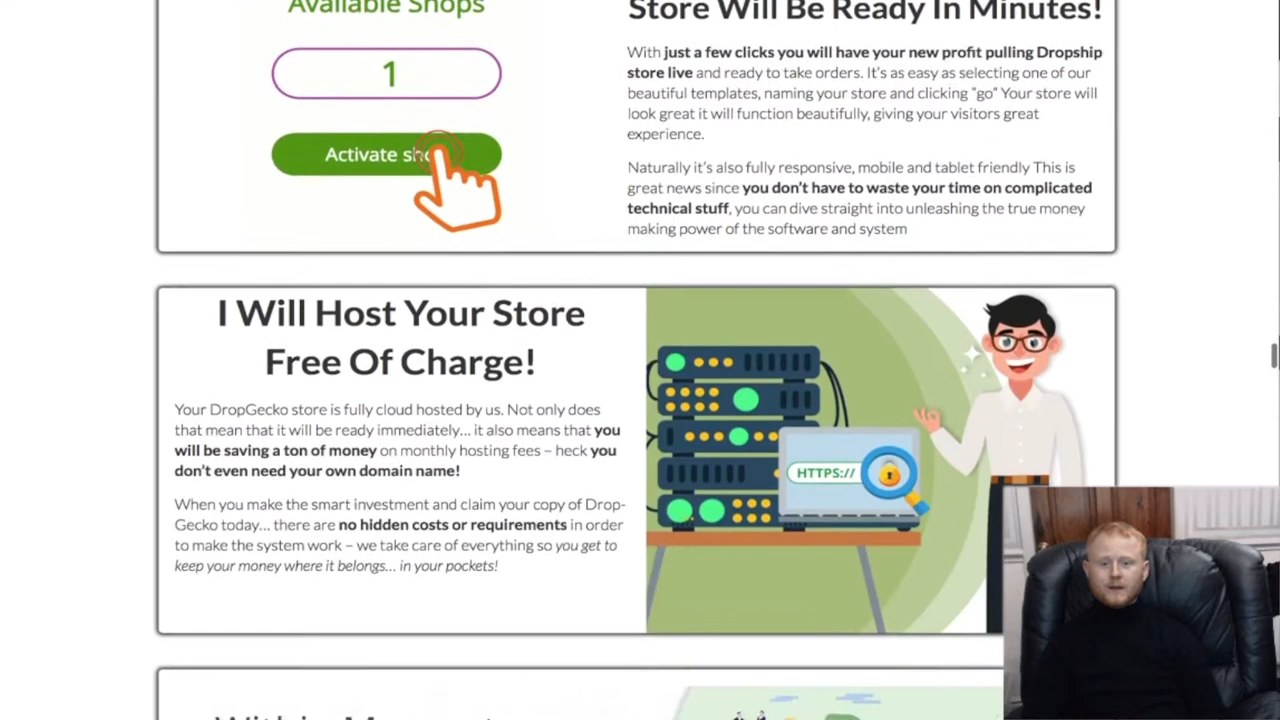 Available Shops
1
Activate sho
Store Will Be Ready In Minutes!
With just a few clicks you will have your new profit pulling Dropship
store live and ready to take orders. It's as easy as selecting one of our
beautiful templates, naming your store and clicking "go" Your store will
look great it will function beautifully, giving your visitors great
experience.
Naturally it's also fully responsive, mobile and tablet friendly This is
great news since you don't have to waste your time on complicated
technical stuff, you can dive straight into unleashing the true money
making power of the software and system
I Will Host Your Store
Free Of Charge!
Your DropGecko store is fully cloud hosted by us. Not only does
that mean that it will be ready immediately... it also means that you
will be saving a ton of money on monthly hosting fees – heck you
don't even need your own domain name!
When you make the smart investment and claim your copy of Drop-
Gecko today... there are no hidden costs or requirements in order
to make the system work – we take care of everything so you get to
keep your money where it belongs... in your pockets!
HTTPS://